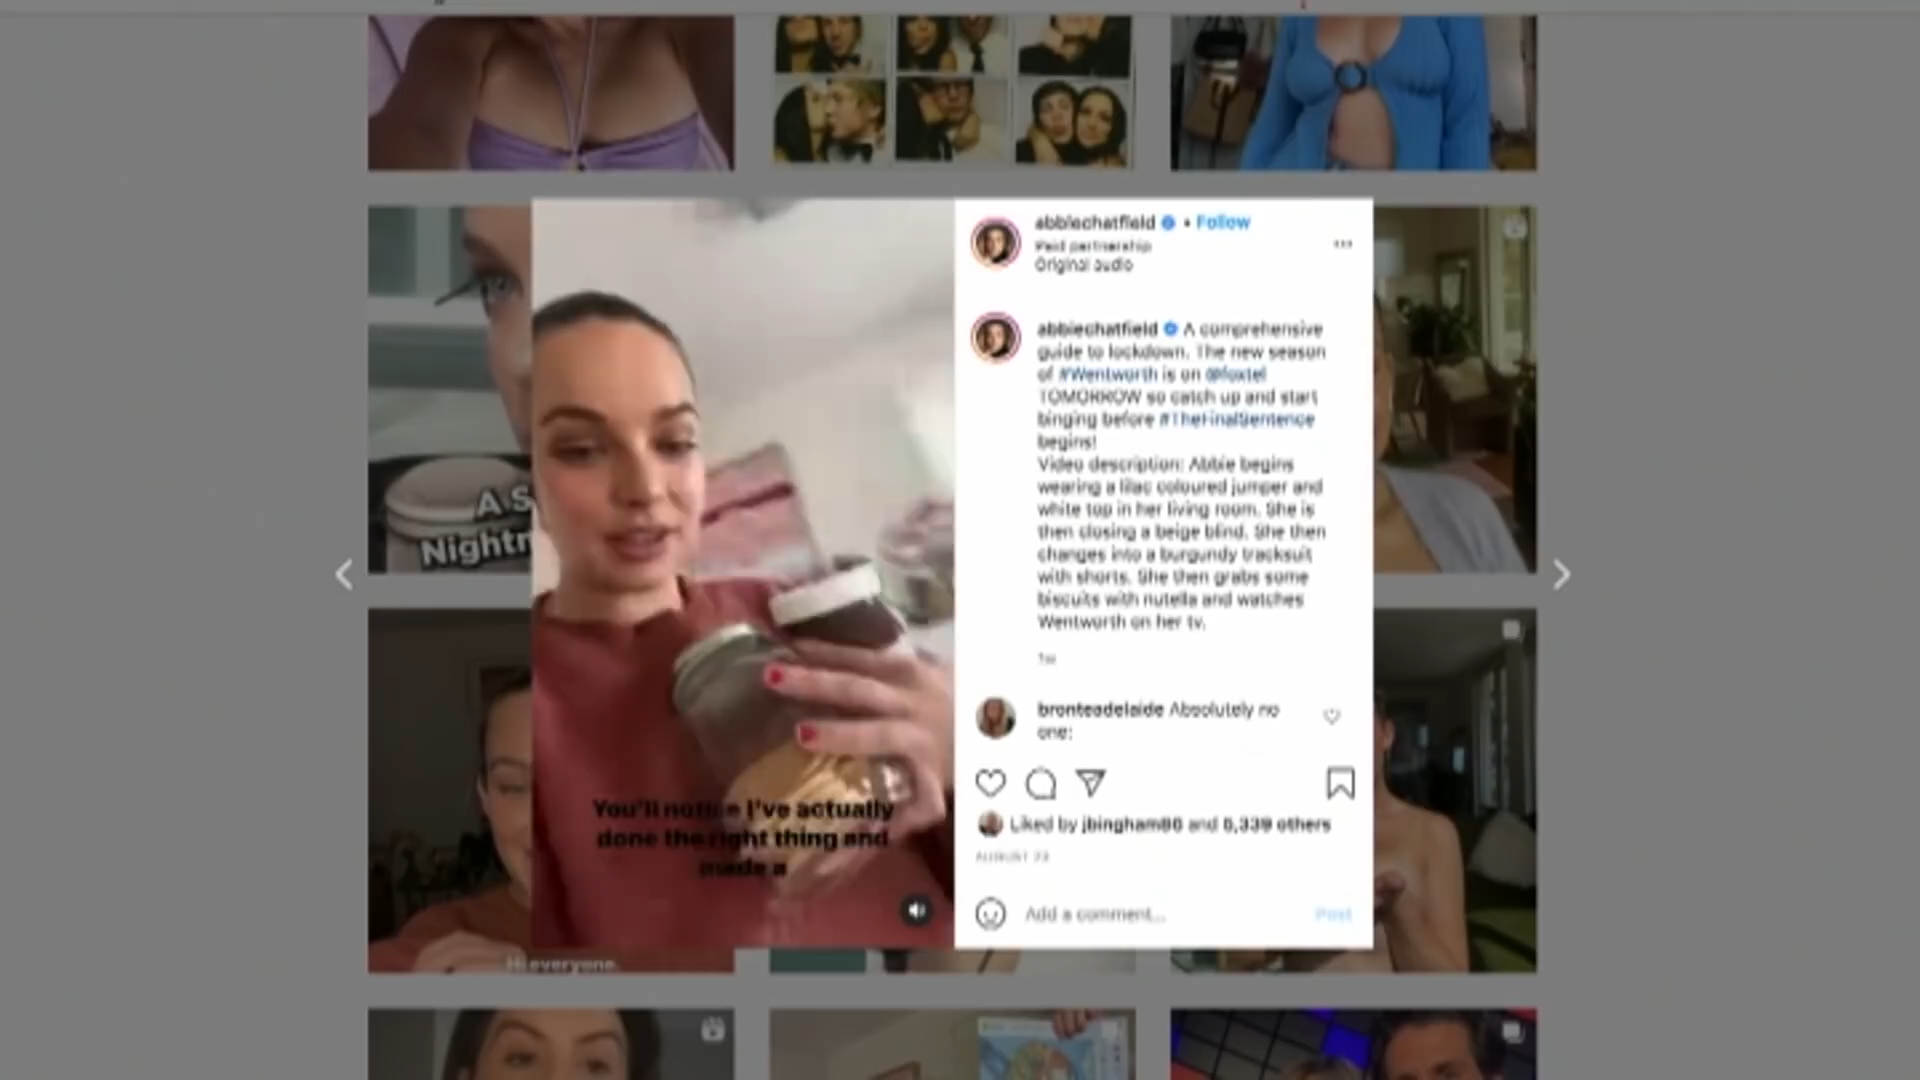 A S
Nightr
You'll notice I've actually
done the right thing and
made a
Hi everyone.
abbiechatfield • Follow
Paid partnership
Original audio
abbiechatfield A comprehensive
guide to lockdown. The new season
of #Wentworth is on @foxtel
TOMORROW so catch up and start
binging before #TheFinalSentence
begins!
Video description: Abbie begins
wearing a lilac coloured jumper and
white top in her living room. She is
then closing a beige blind. She then
changes into a burgundy tracksuit
with shorts. She then grabs some
biscuits with nutella and watches
Wentworth on her tv.
bronteadelaide Absolutely no
one:
Liked by jbingham86 and others
AUGUST 23
Add a comment...
Post